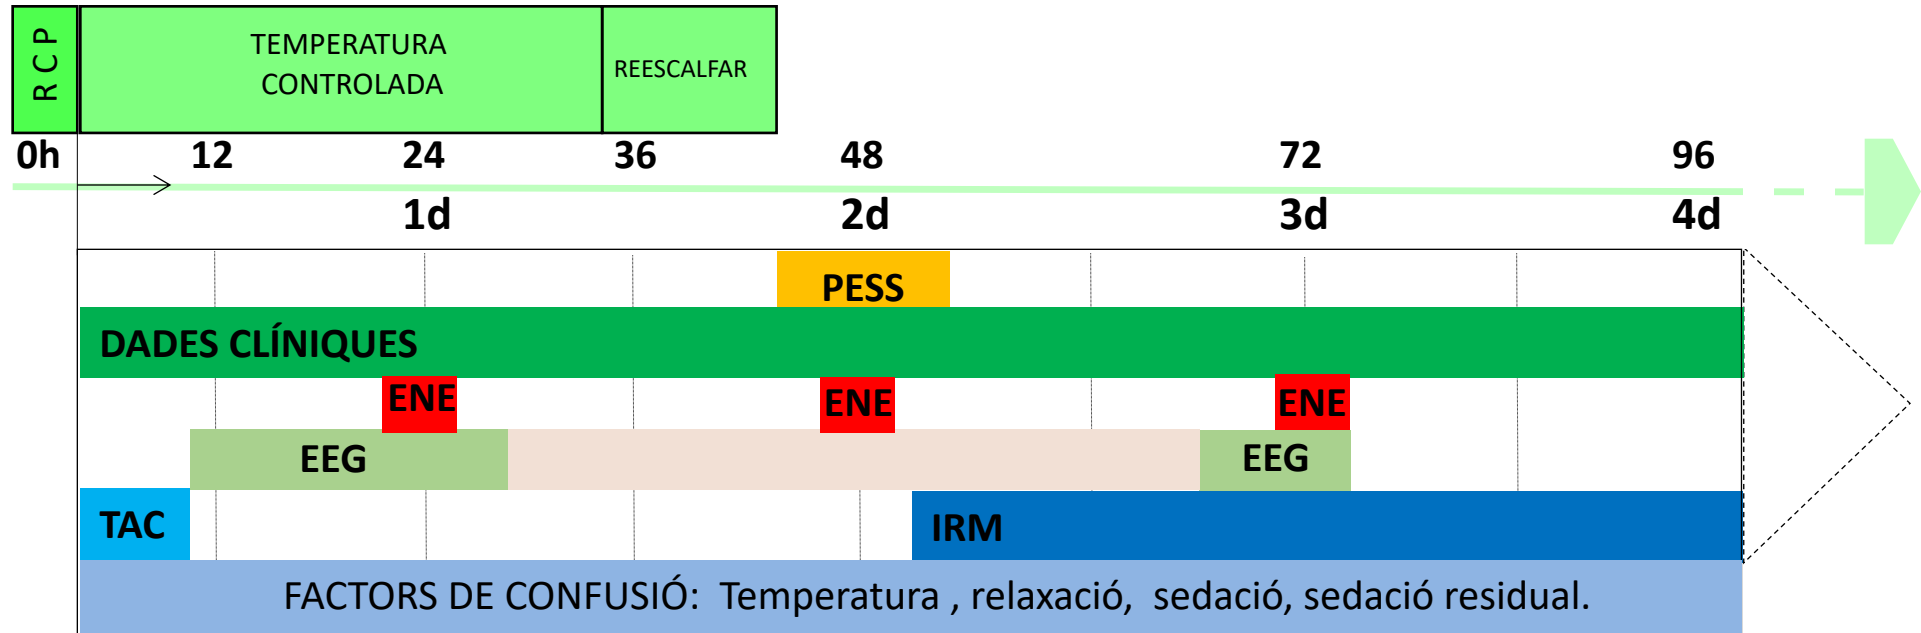 R C P
TEMPERATURA
CONTROLADA
REESCALFAR
0h 12 24 36 48 72 96
1d 2d 3d 4d
PESS
DADES CLÍNIQUES
ENE ENE ENE
EEG EEG
TAC IRM
FACTORS DE CONFUSIÓ: Temperatura , relaxació, sedació, sedació residual.